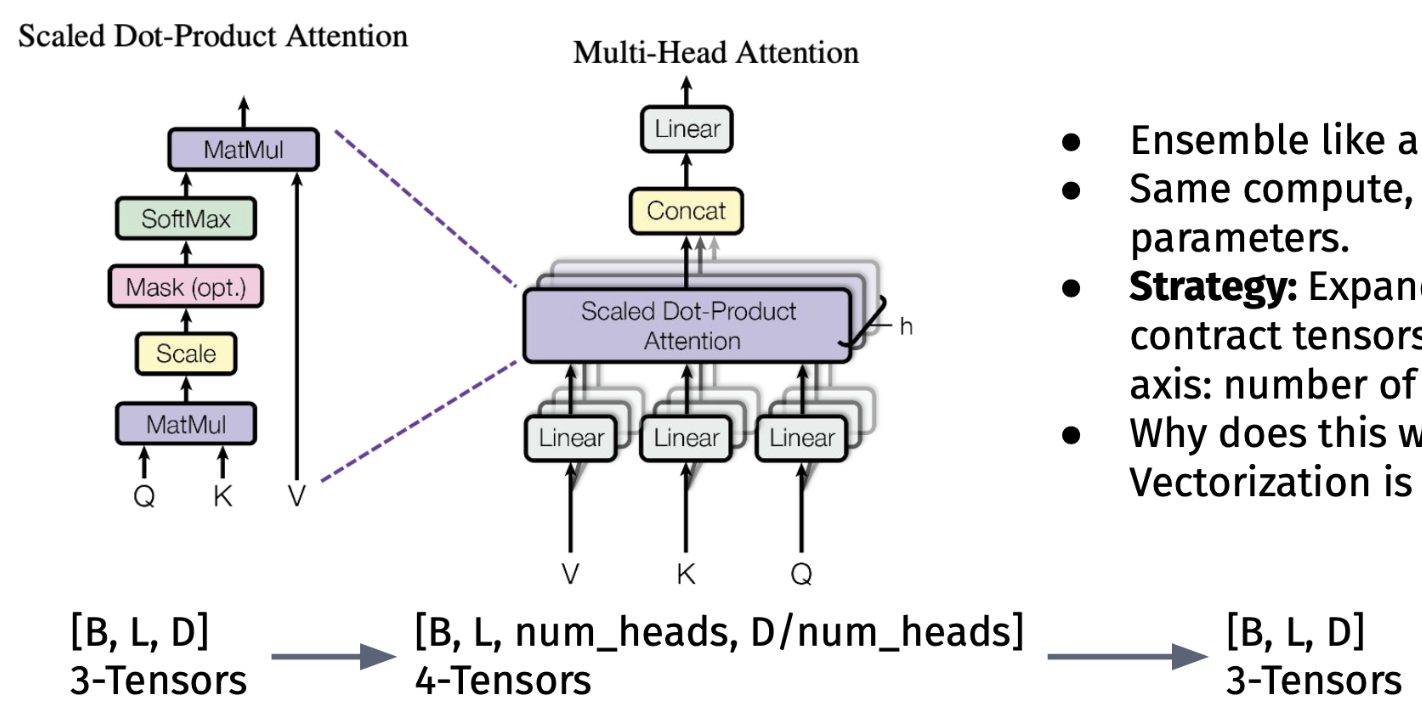 Scaled Dot-Product Attention
MatMul
SoftMax
Mask (opt.)
Scale
MatMul
Q K V
Multi-Head Attention
Linear
Concat
Scaled Dot-Product
Attention
h
Linear Linear Linear
V K Q
● Ensemble like a
● Same compute,
parameters.
● Strategy:
contract tensors
axis: number of
● Why does this
Vectorization is
[B, L, D]
3-Tensors
[B, L, num_heads, D/num_heads]
4-Tensors
[B, L, D]
3-Tensors